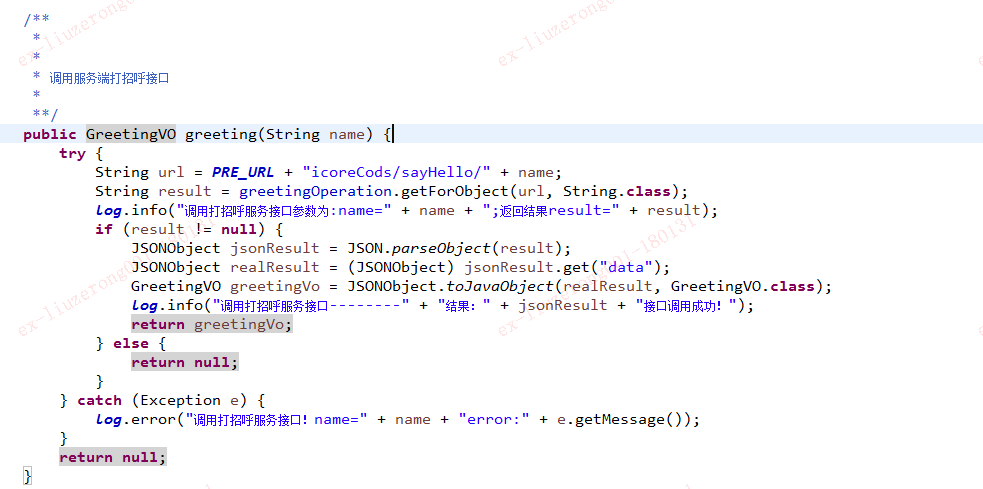 /**
*
*
* 调用服务端打招呼接口
*
**/
public GreetingVO greeting(String name) {
try {
String url = PRE_URL + "icoreCods/sayHello/" + name;
String result = greetingOperation.getForObject(url, String.class);
log.info("调用打招呼服务接口参数为:name=" + name + ";返回结果result=" + result);
if (result != null) {
JSONObject jsonResult = JSON.parseObject(result);
JSONObject realResult = (JSONObject) jsonResult.get("data");
GreetingVO greetingVo = JSONObject.toJavaObject(realResult, GreetingVO.class);
log.info("调用打招呼服务接口--------" + "结果：" + jsonResult + "接口调用成功！");
return greetingVo;
} else {
return null;
}
} catch (Exception e) {
log.error("调用打招呼服务接口！name=" + name + "error:" + e.getMessage());
}
return null;
}